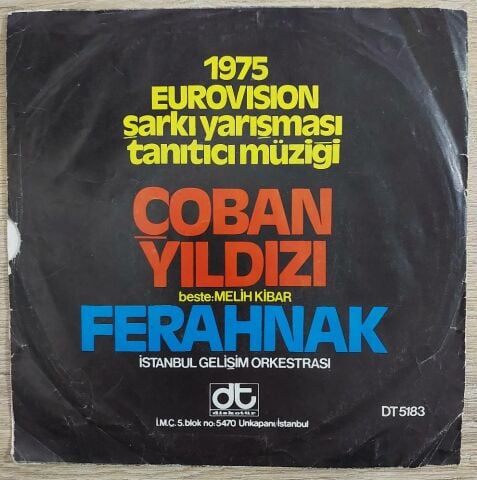 1975
EUROVISION
şarkı yarışması
tanıtıcı müziği
ÇOBAN
YILDIZI
beste:MELİH KİBAR
FERAHNAK
İSTANBUL GELİŞİM ORKESTRASI
dt
diskotür
DT 5183
İ.M.Ç. 5.blok no: 5470 Unkapanı/İstanbul